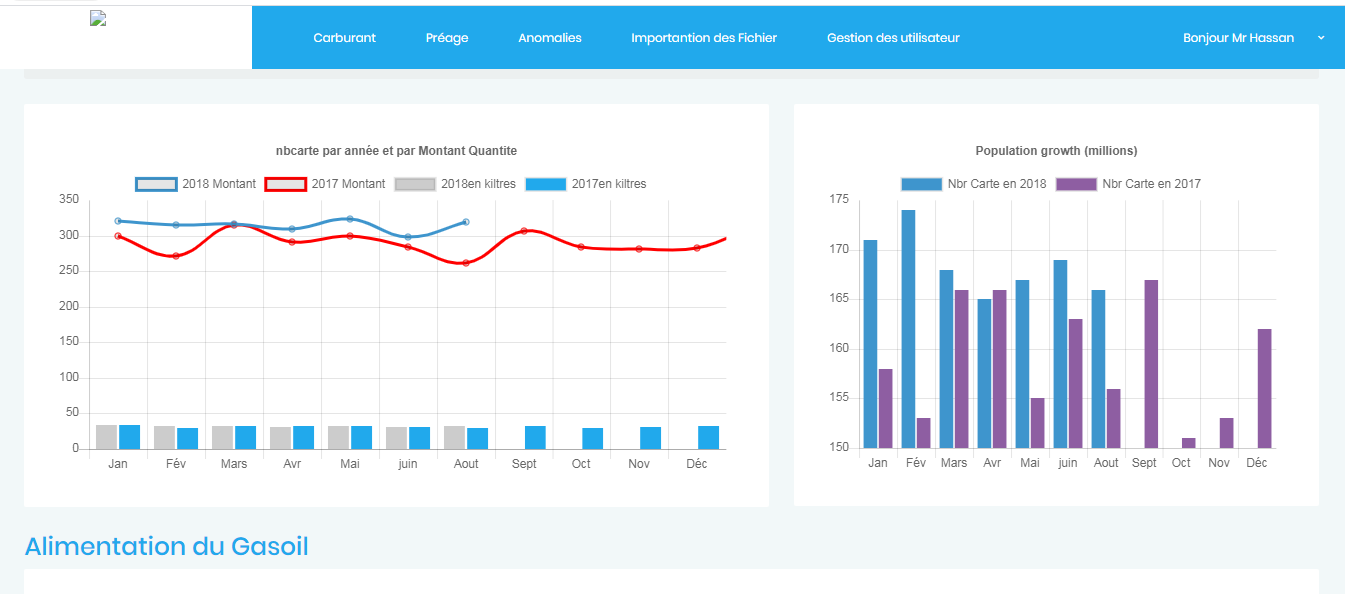 Carburant Préage Anomalies Importantion des Fichier Gestion des utilisateur Bonjour Mr Hassan
nbcarte par année et par Montant Quantite
2018 Montant 2017 Montant 2018en kiltres 2017en kiltres
350
300
250
200
150
100
50
0
Jan Fév Mars Avr Mai juin Aout Sept Oct Nov Déc
Population growth (millions)
Nbr Carte en 2018 Nbr Carte en 2017
175
170
165
160
155
150
Jan Fév Mars Avr Mai juin Aout Sept Oct Nov Déc
Alimentation du Gasoil